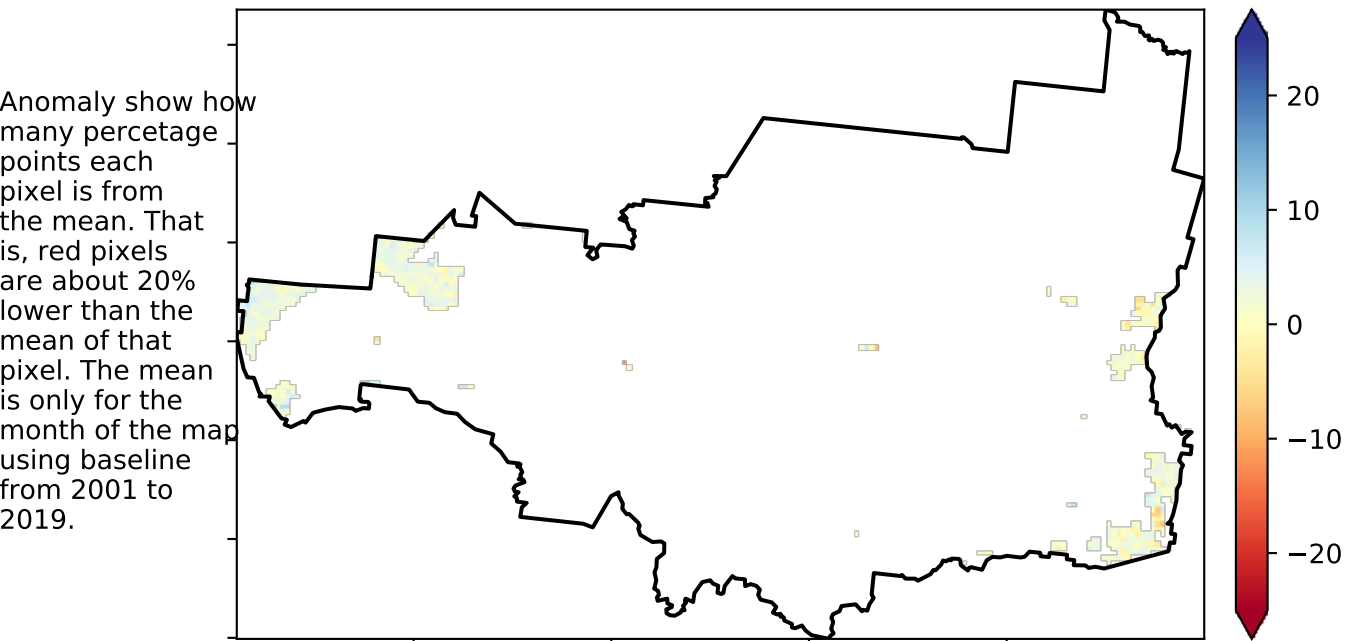 Anomaly show how
many percetage
points each
pixel is from
the mean. That
is, red pixels
are about 20%
lower than the
mean of that
pixel. The mean
is only for the
month of the map
using baseline
from 2001 to
2019.
20
10
0
−10
−20